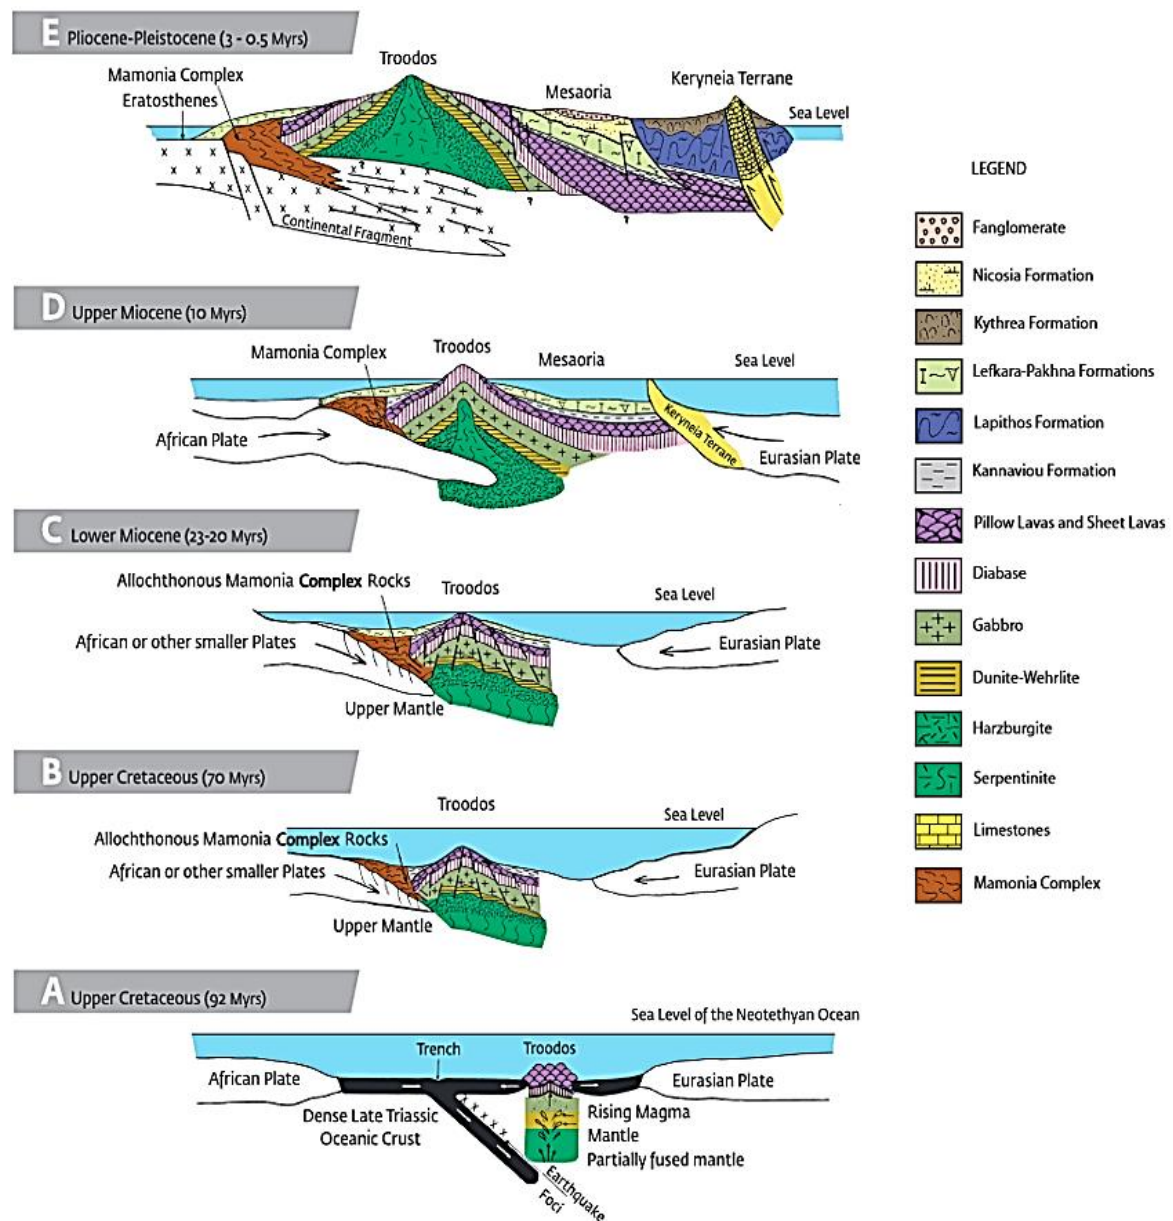 E Pliocene-Pleistocene (3 - 0.5 Myrs)
Troodos
Mamonia Complex
Eratosthenes
Mesaoria
Keryneia Terrane
Sea Level
?
?
?
Continental Fragment
D Upper Miocene (10 Myrs)
Mamonia Complex
Troodos
Mesaoria
Sea Level
African Plate
Keryneia Terrane
Eurasian Plate
C Lower Miocene (23-20 Myrs)
Allochthonous Mamonia Complex Rocks
Troodos
Sea Level
African or other smaller Plates
Eurasian Plate
Upper Mantle
B Upper Cretaceous (70 Myrs)
Troodos
Sea Level
Allochthonous Mamonia Complex Rocks
African or other smaller Plates
Eurasian Plate
Upper Mantle
A Upper Cretaceous (92 Myrs)
Sea Level of the Neotethyan Ocean
Trench
Troodos
African Plate
Eurasian Plate
Dense Late Triassic
Oceanic Crust
Rising Magma
Mantle
Partially fused mantle
Earthquake
Foci
LEGEND
Fanglomerate
Nicosia Formation
Kythrea Formation
Lefkara-Pakhna Formations
Lapithos Formation
Kannaviou Formation
Pillow Lavas and Sheet Lavas
Diabase
Gabbro
Dunite-Wehrlite
Harzburgite
Serpentinite
Limestones
Mamonia Complex